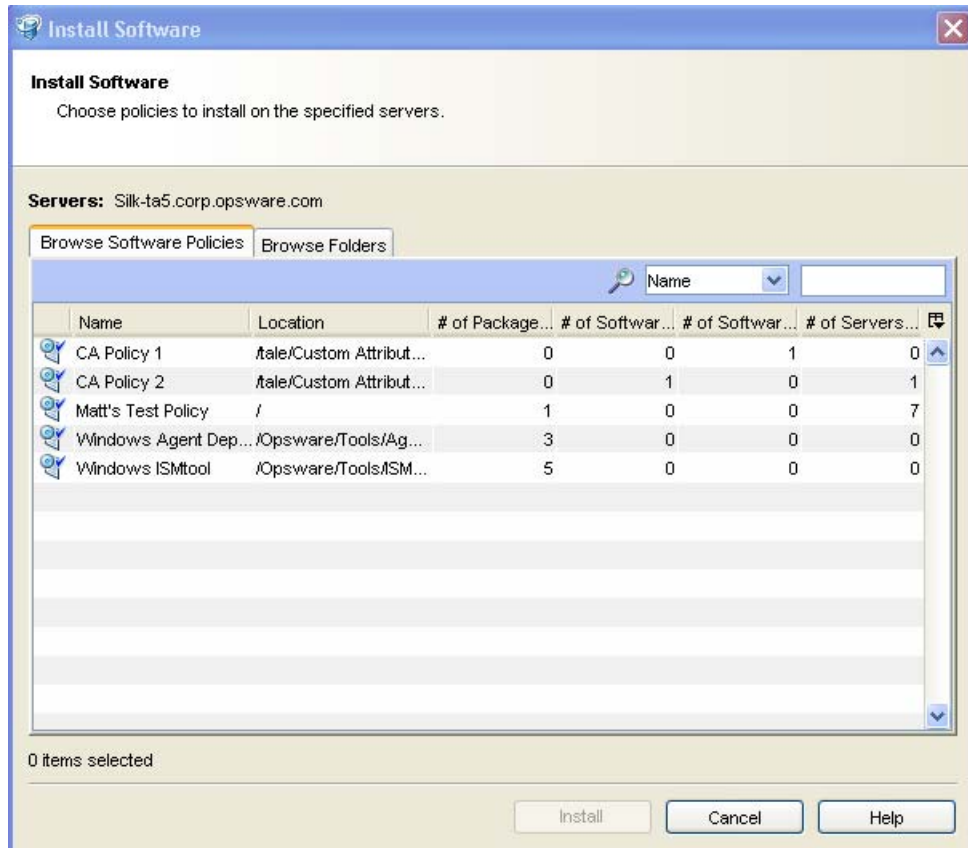 Install Software
Install Software
Choose policies to install on the specified servers.
Servers: Silk-ta5.corp.opsware.com
Browse Software Policies Browse Folders
Name
Name Location # of Package... # of Softwar... # of Softwar... # of Servers...
CA Policy 1 /tale/Custom Attribut... 0 0 1 0
CA Policy 2 /tale/Custom Attribut... 0 1 0 1
Matt's Test Policy / 1 0 0 7
Windows Agent Dep... /Opsware/Tools/Ag... 3 0 0 0
Windows ISMtool /Opsware/Tools/ISM... 5 0 0 0
0 items selected
Install Cancel Help